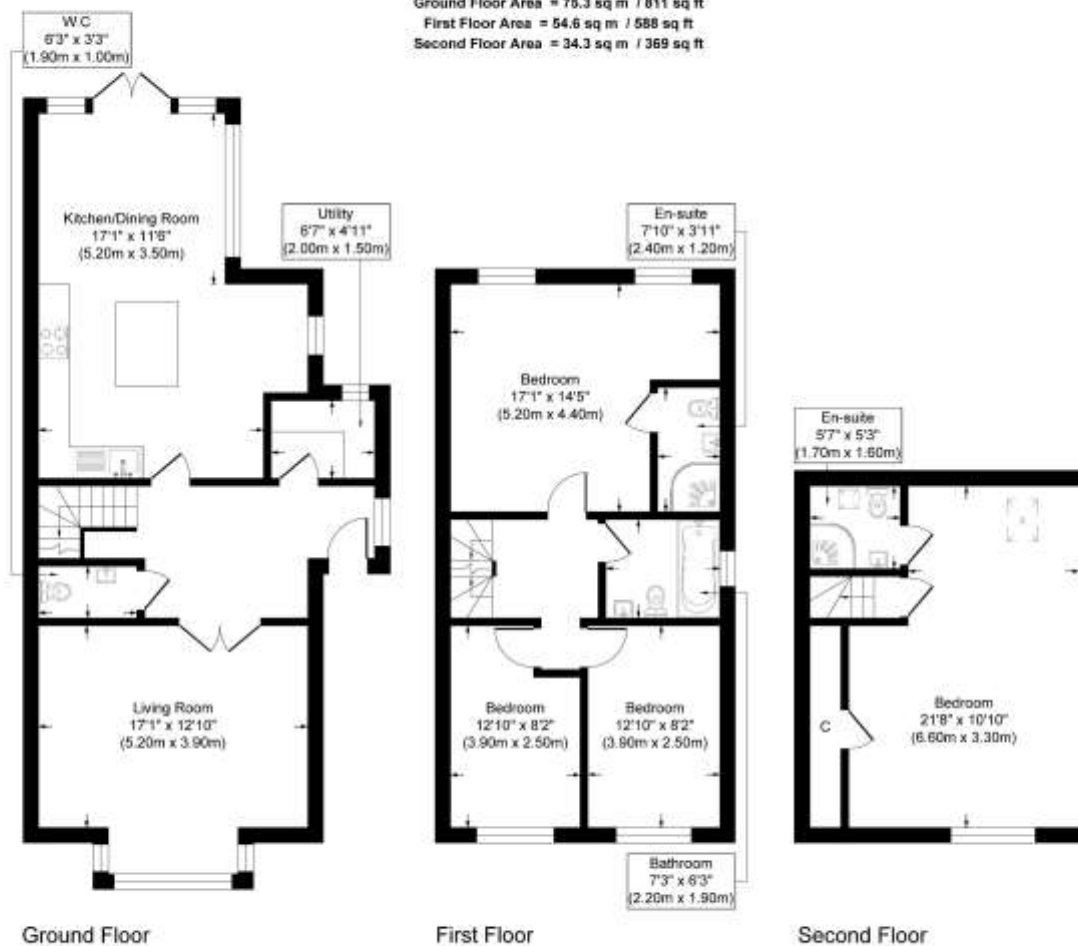 Ground Floor Area = 75.3 sq m / 811 sq ft
First Floor Area = 54.6 sq m / 588 sq ft
Second Floor Area = 34.3 sq m / 369 sq ft
W.C
6'3" x 3'3"
(1.90m x 1.00m)
Kitchen/Dining Room
17'1" x 11'6"
(5.20m x 3.50m)
Utility
6'7" x 4'11"
(2.00m x 1.50m)
Living Room
17'1" x 12'10"
(5.20m x 3.90m)
Ground Floor
En-suite
7'10" x 3'11"
(2.40m x 1.20m)
Bedroom
17'1" x 14'5"
(5.20m x 4.40m)
Bedroom
12'10" x 8'2"
(3.90m x 2.50m)
Bedroom
12'10" x 8'2"
(3.90m x 2.50m)
Bathroom
7'3" x 6'3"
(2.20m x 1.90m)
First Floor
En-suite
5'7" x 5'3"
(1.70m x 1.60m)
Bedroom
21'8" x 10'10"
(6.60m x 3.30m)
C
Second Floor